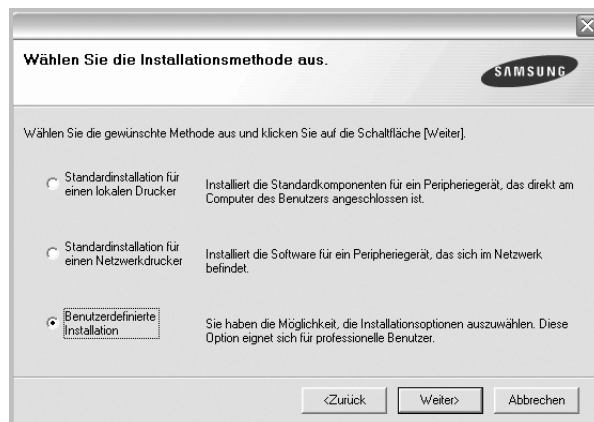 Wählen Sie die Installationsmethode aus.
SAMSUNG
Wählen Sie die gewünschte Methode aus und klicken Sie auf die Schaltfläche [Weiter].
Standardinstallation für
einen lokalen Drucker
Installiert die Standardkomponenten für ein Peripheriegerät, das direkt am
Computer des Benutzers angeschlossen ist.
Standardinstallation für
einen Netzwerkdrucker
Installiert die Software für ein Peripheriegerät, das sich im Netzwerk
befindet.
Benutzerdefinierte
Installation
Sie haben die Möglichkeit, die Installationsoptionen auszuwählen. Diese
Option eignet sich für professionelle Benutzer.
<Zurück
Weiter>
Abbrechen